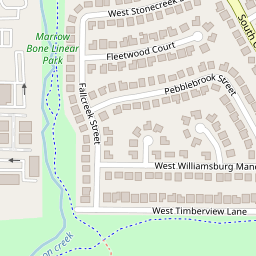 West Stonecreek
South
Marlow
Bone Linear
Park
Fleetwood Court
Pebblebrook Street
Fallcreek Street
West Williamsburg Mano
West Timberview Lane
on creek